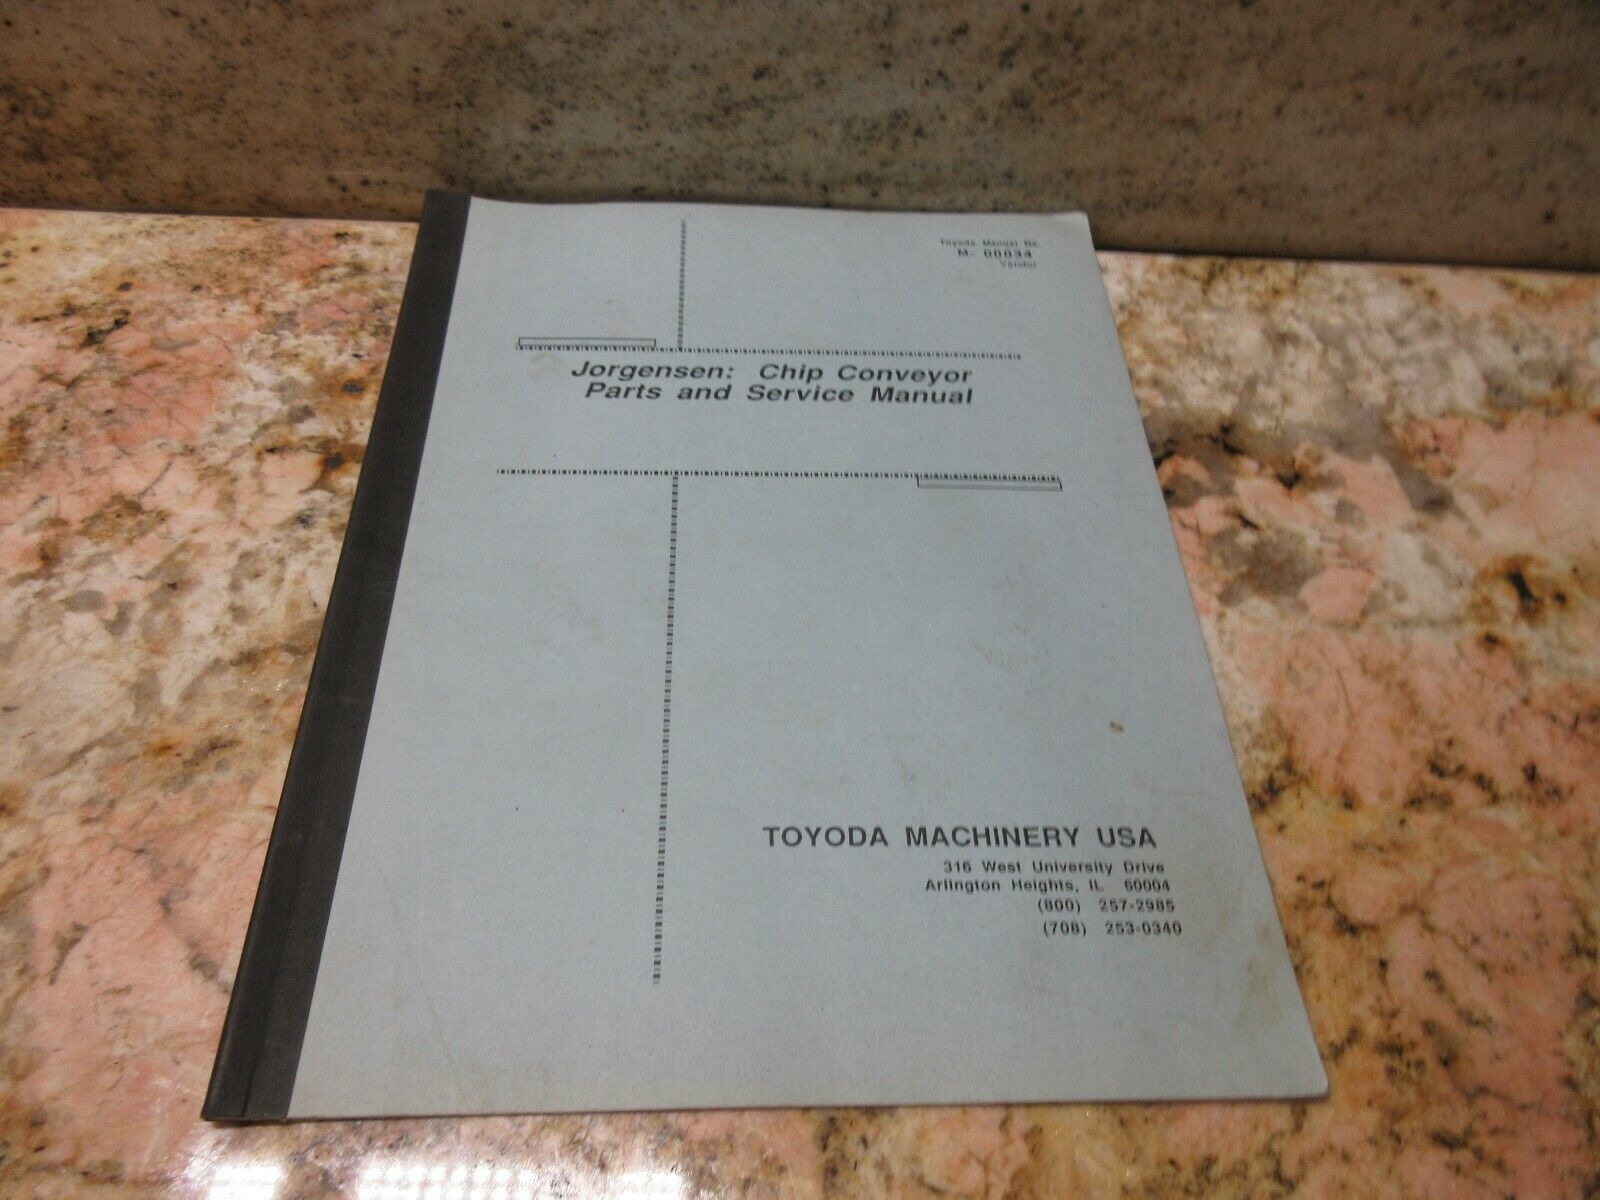 Toyoda Manual No.
M- 00034
Vendor
Jorgensen: Chip Conveyor
Parts and Service Manual
TOYODA MACHINERY USA
316 West University Drive
Arlington Heights, IL 60004
(800) 257-2985
(708) 253-0340